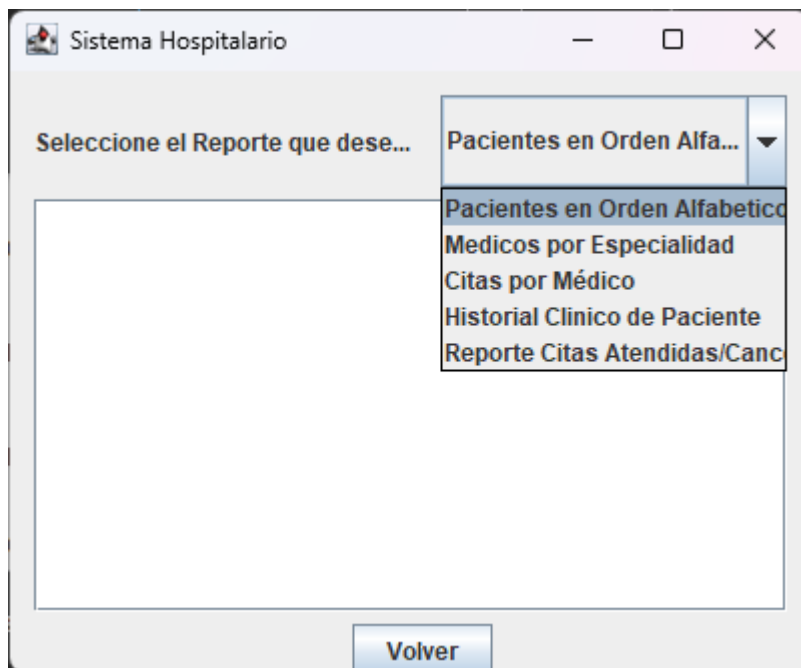 Sistema Hospitalario
Seleccione el Reporte que dese...
Pacientes en Orden Alfa...
Pacientes en Orden Alfabetico
Medicos por Especialidad
Citas por Médico
Historial Clinico de Paciente
Reporte Citas Atendidas/Canc
Volver